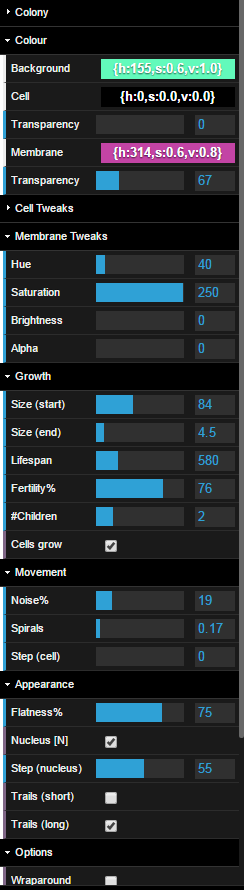 Colony
Colour
Background {h:155,s:0.6,v:1.0}
Cell {h:0,s:0.0,v:0.0}
Transparency 0
Membrane {h:314,s:0.6,v:0.8}
Transparency 67
Cell Tweaks
Membrane Tweaks
Hue 40
Saturation 250
Brightness 0
Alpha 0
Growth
Size (start) 84
Size (end) 4.5
Lifespan 580
Fertility% 76
#Children 2
Cells grow
Movement
Noise% 19
Spirals 0.17
Step (cell) 0
Appearance
Flatness% 75
Nucleus [N]
Step (nucleus) 55
Trails (short)
Trails (long)
Options
Wraparound